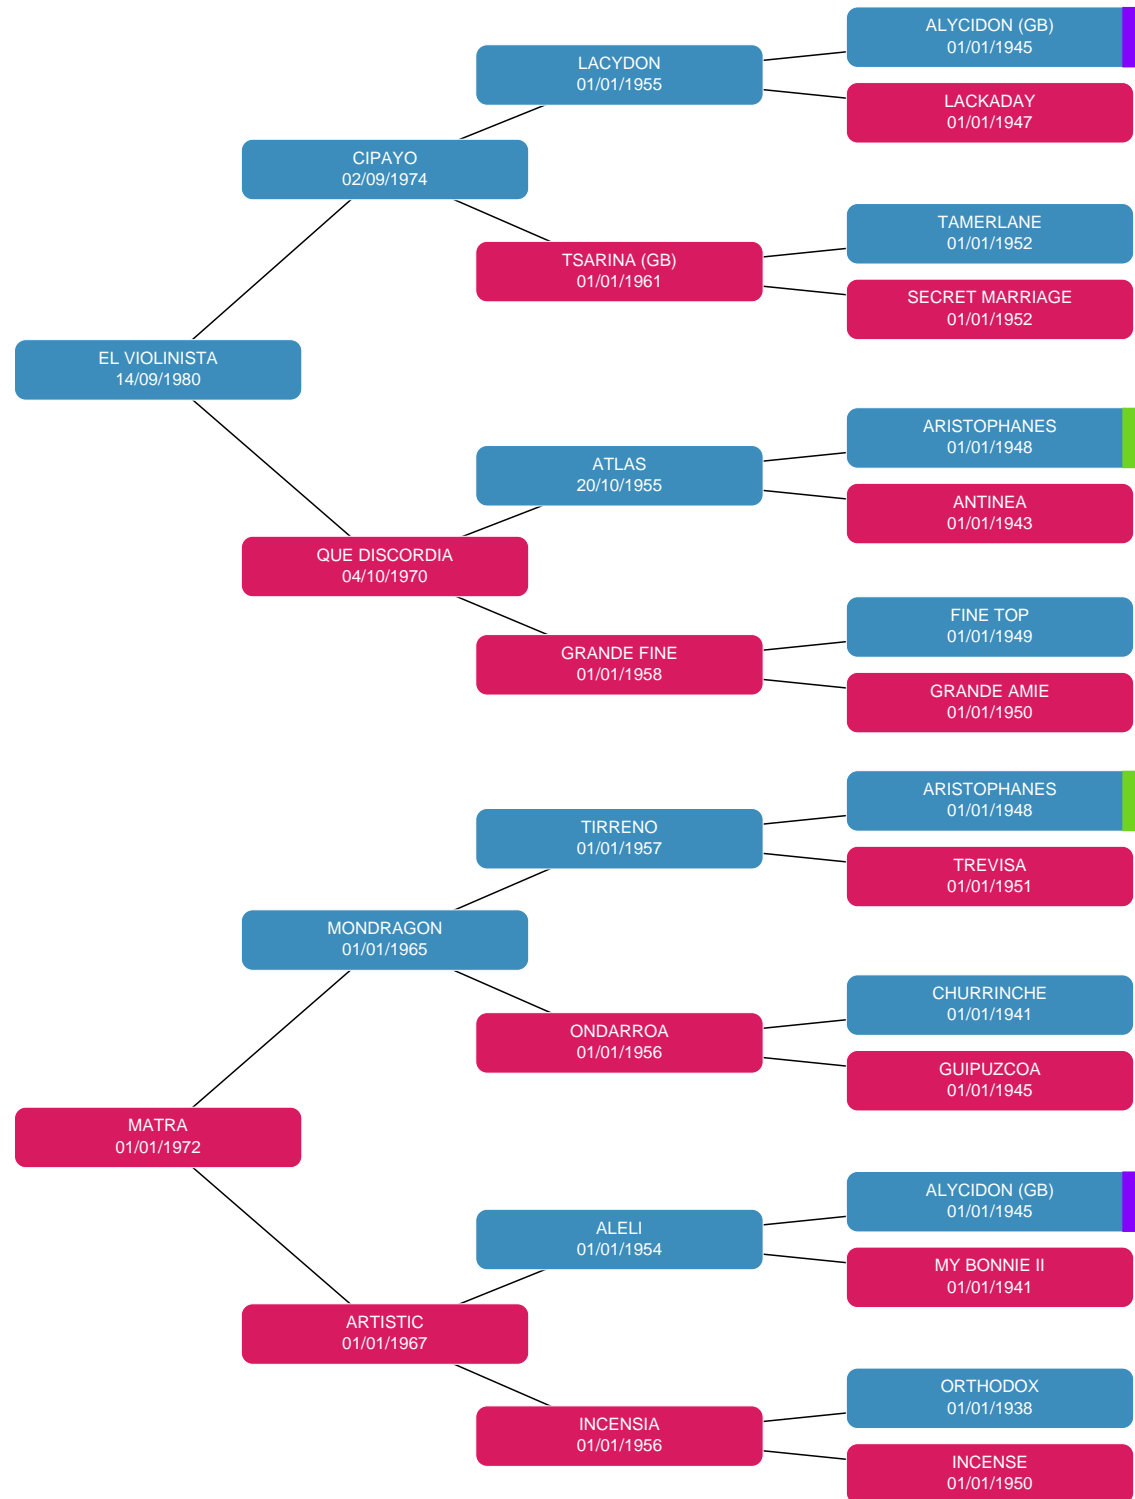 ALYCIDON (GB)
01/01/1945
LACYDON
01/01/1955
LACKADAY
01/01/1947
CIPAYO
02/09/1974
TAMERLANE
01/01/1952
TSARINA (GB)
01/01/1961
SECRET MARRIAGE
01/01/1952
EL VIOLINISTA
14/09/1980
ARISTOPHANES
01/01/1948
ATLAS
20/10/1955
ANTINEA
01/01/1943
QUE DISCORDIA
04/10/1970
FINE TOP
01/01/1949
GRANDE FINE
01/01/1958
GRANDE AMIE
01/01/1950
ARISTOPHANES
01/01/1948
TIRRENO
01/01/1957
TREVISA
01/01/1951
MONDRAGON
01/01/1965
CHURRINCHE
01/01/1941
ONDARROA
01/01/1956
GUIPUZCOA
01/01/1945
MATRA
01/01/1972
ALYCIDON (GB)
01/01/1945
ALELI
01/01/1954
MY BONNIE II
01/01/1941
ARTISTIC
01/01/1967
ORTHODOX
01/01/1938
INCENSIA
01/01/1956
INCENSE
01/01/1950